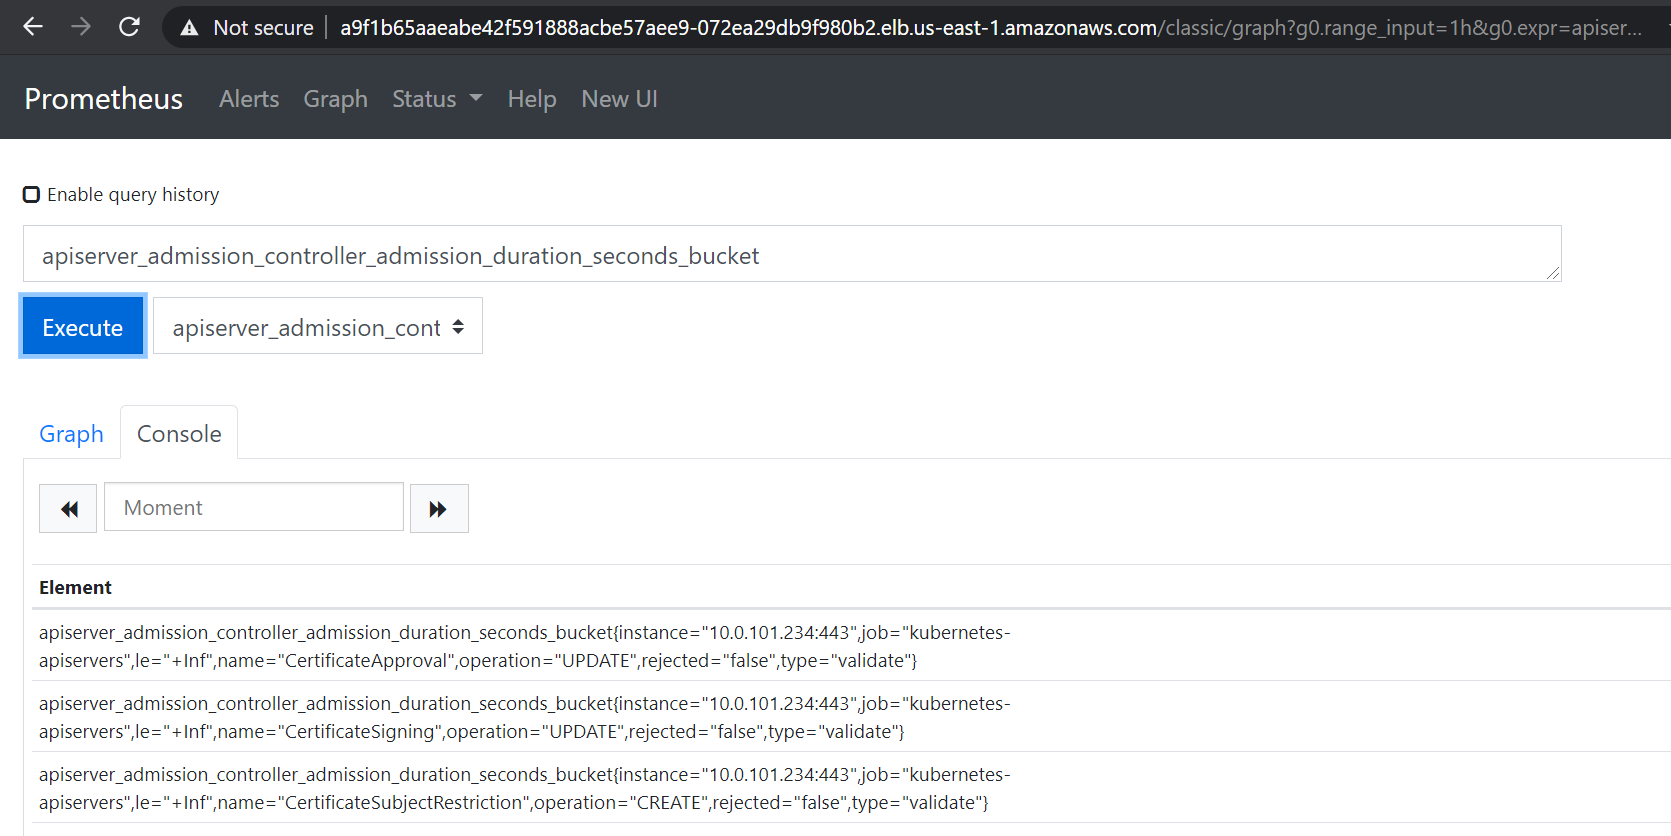 Not secure | a9f1b65aaeabe42f591888acbe57aee9-072ea29db9f980b2.elb.us-east-1.amazonaws.com/classic/graph?g0.range_input=1h&g0.expr=apiser...
Prometheus Alerts Graph Status Help New UI
Enable query history
apiserver_admission_controller_admission_duration_seconds_bucket
Execute apiserver_admission_cont
Graph Console
Moment
Element
apiserver_admission_controller_admission_duration_seconds_bucket{instance="10.0.101.234:443",job="kubernetes-
apiservers",le="+Inf",name="CertificateApproval",operation="UPDATE",rejected="false",type="validate"}
apiserver_admission_controller_admission_duration_seconds_bucket{instance="10.0.101.234:443",job="kubernetes-
apiservers",le="+Inf",name="CertificateSigning",operation="UPDATE",rejected="false",type="validate"}
apiserver_admission_controller_admission_duration_seconds_bucket{instance="10.0.101.234:443",job="kubernetes-
apiservers",le="+Inf",name="CertificateSubjectRestriction",operation="CREATE",rejected="false",type="validate"}